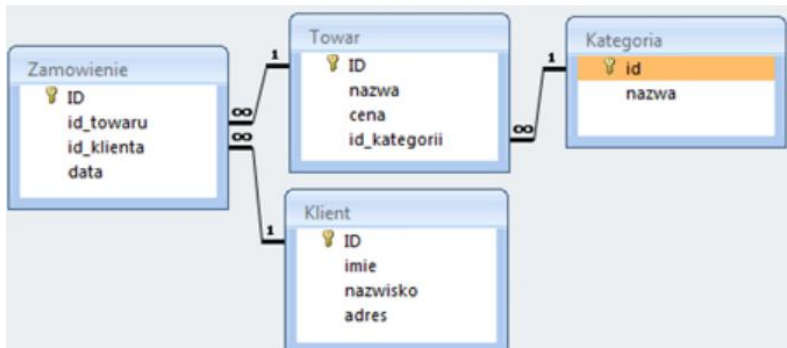 Zamowienie
ID
id_towaru
id_klienta
data
∞
∞
1
1
Towar
ID
nazwa
cena
id_kategorii
∞
1
Kategoria
id
nazwa
Klient
ID
imie
nazwisko
adres